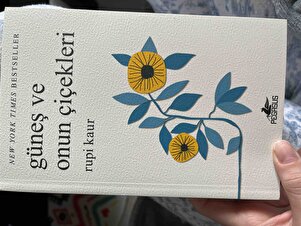 NEW YORK TIMES BESTSELLER
güneş ve
onun çiçekleri
rupi kaur
PEGASUS